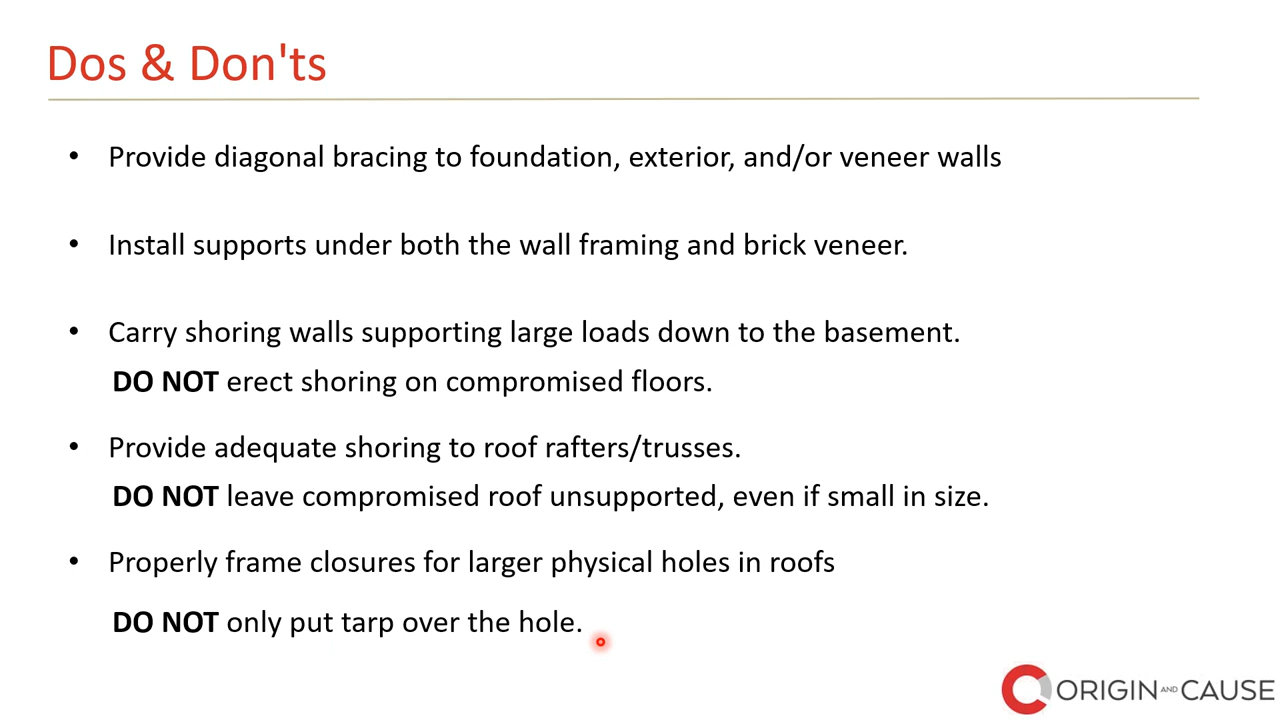 Dos & Don'ts
• Provide diagonal bracing to foundation, exterior, and/or veneer walls
• Install supports under both the wall framing and brick veneer.
• Carry shoring walls supporting large loads down to the basement.
DO NOT erect shoring on compromised floors.
• Provide adequate shoring to roof rafters/trusses.
DO NOT leave compromised roof unsupported, even if small in size.
• Properly frame closures for larger physical holes in roofs
DO NOT only put tarp over the hole.
ORIGIN AND CAUSE